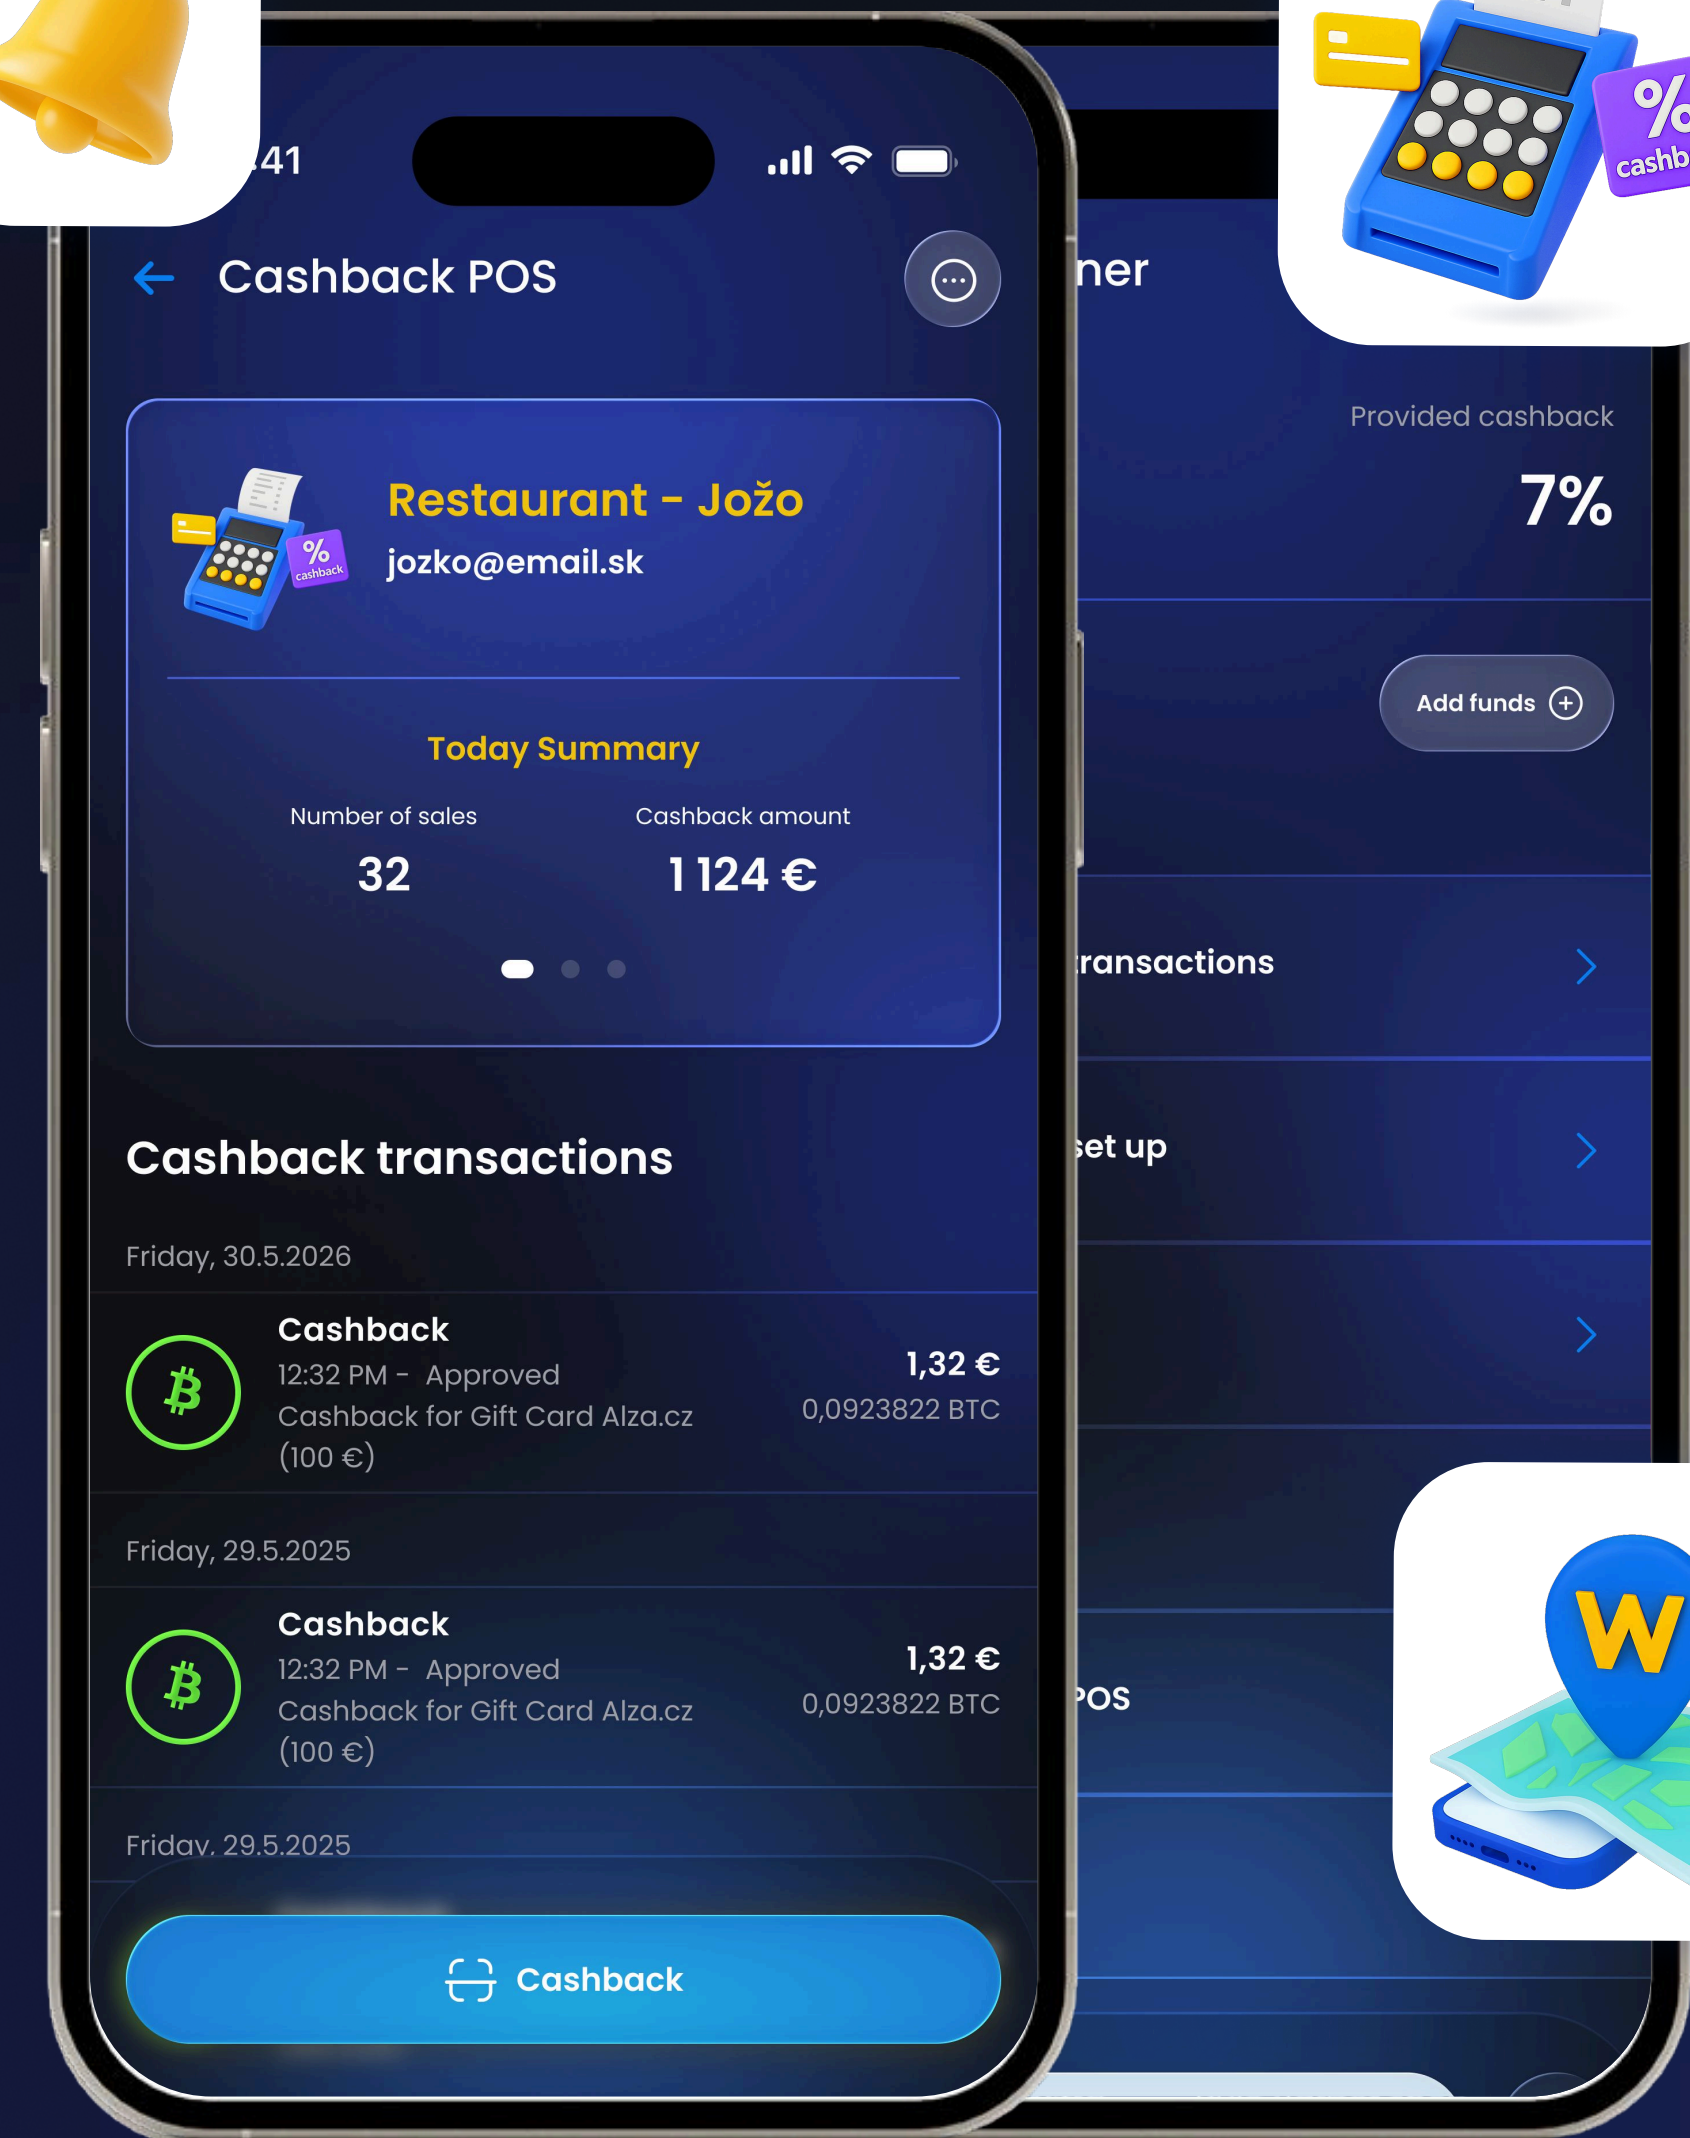 41
Cashback POS
Restaurant - Jožo
jozko@email.sk
% cashback
Today Summary
Number of sales
Cashback amount
32
1 124 €
Cashback transactions
Friday, 30.5.2026
Cashback
12:32 PM - Approved
Cashback for Gift Card Alza.cz
(100 €)
1,32 €
0,0923822 BTC
Friday, 29.5.2025
Cashback
12:32 PM - Approved
Cashback for Gift Card Alza.cz
(100 €)
1,32 €
0,0923822 BTC
Friday, 29.5.2025
Cashback
%
Provided cashback
7%
Add funds
transactions
set up
POS
W